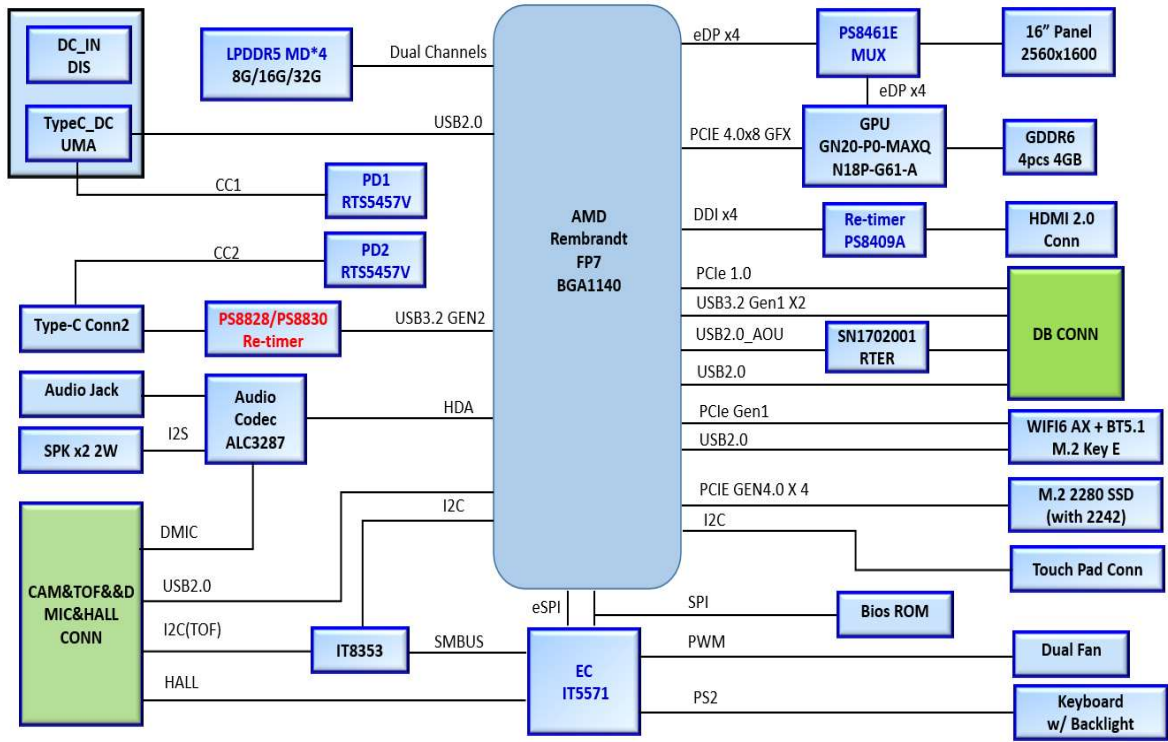 DC_IN
DIS
TypeC_DC
UMA
LPDDR5 MD*4
8G/16G/32G
Dual Channels
USB2.0
CC1
PD1
RTS5457V
CC2
PD2
RTS5457V
Type-C Conn2
PS8828/PS8830
Re-timer
USB3.2 GEN2
Audio Jack
SPK x2 2W
I2S
Audio
Codec
ALC3287
HDA
I2C
DMIC
USB2.0
I2C(TOF)
HALL
CAM&TOF&&D
MIC&HALL
CONN
IT8353
SMBUS
AMD
Rembrandt
FP7
BGA1140
eSPI
EC
IT5571
eDP x4
PS8461E
MUX
16” Panel
2560x1600
eDP x4
PCIE 4.0x8 GFX
GPU
GN20-P0-MAXQ
N18P-G61-A
GDDR6
4pcs 4GB
DDI x4
Re-timer
PS8409A
HDMI 2.0
Conn
PCIe 1.0
USB3.2 Gen1 X2
USB2.0_AOU
SN1702001
RTER
USB2.0
DB CONN
PCIe Gen1
USB2.0
WIFI6 AX + BT5.1
M.2 Key E
PCIE GEN4.0 X 4
M.2 2280 SSD
(with 2242)
I2C
Touch Pad Conn
SPI
Bios ROM
PWM
Dual Fan
PS2
Keyboard
w/ Backlight